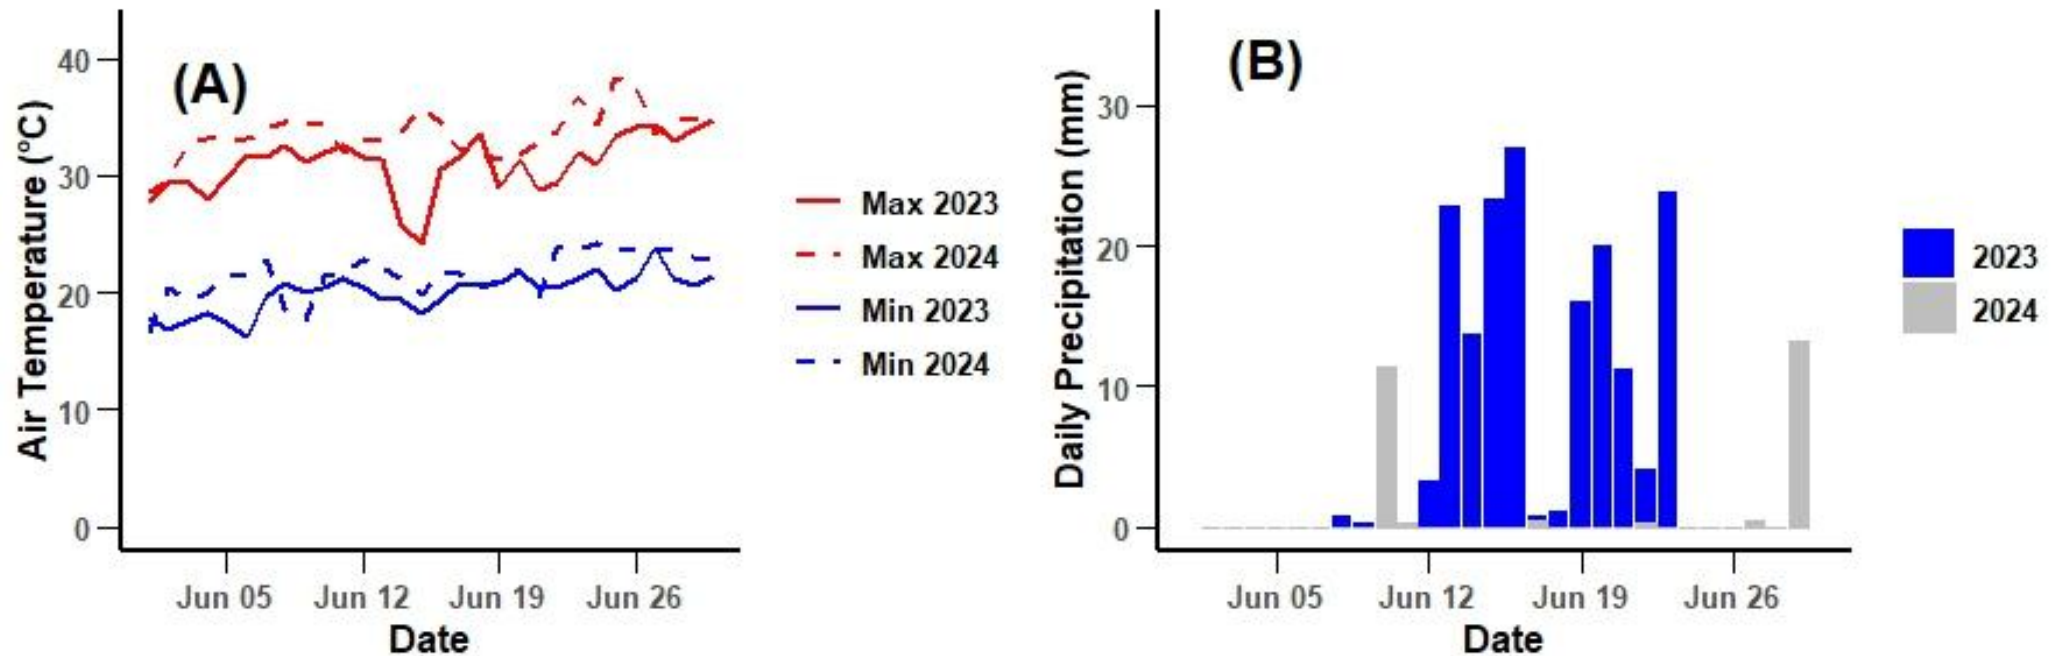 (A)
Air Temperature (°C)
40
30
20
10
0
Jun 05
Jun 12
Jun 19
Jun 26
Date
Max 2023
Max 2024
Min 2023
Min 2024
(B)
Daily Precipitation (mm)
30
20
10
0
Jun 05
Jun 12
Jun 19
Jun 26
Date
2023
2024